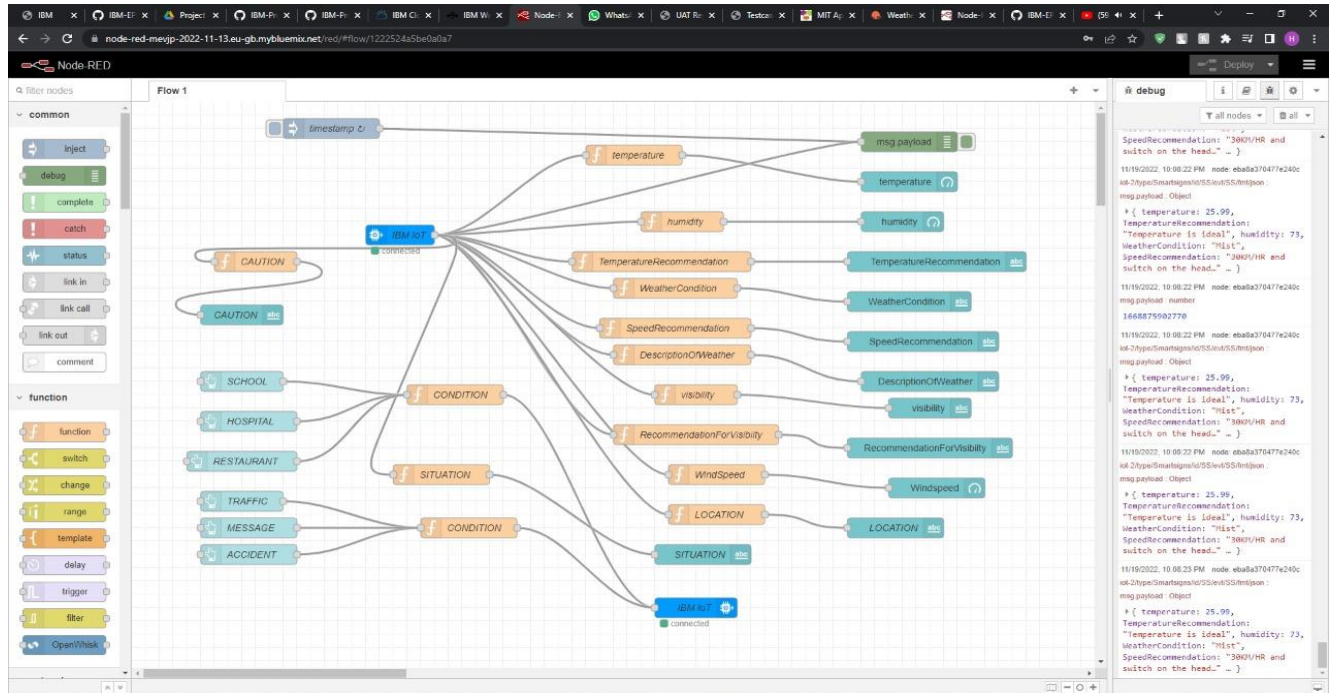 IBM
IBM-EF
Project
IBM-Pr
IBM-Pr
IBM Cl
IBM W
Node-F
WhatsA
UAT Re
Testcas
MIT Ap
Weathe
Node-
IBM-EF
(59
node-red-mevjp-2022-11-13.eu-gb.mybluemix.net/red/#flow/1222524a5be0a0a7
Node-RED
Deploy
filter nodes
Flow 1
debug
common
all nodes
all
inject
debug
complete
catch
status
link in
link call
link out
comment
function
function
switch
change
range
template
delay
trigger
filter
OpenWhisk
timestamp ↻
msg.payload
temperature
temperature
humidity
humidity
IBM IoT
connected
CAUTION
CAUTION
TemperatureRecommendation
TemperatureRecommendation abc
WeatherCondition
WeatherCondition abc
SpeedRecommendation
SpeedRecommendation abc
DescriptionOfWeather
DescriptionOfWeather abc
SCHOOL
CONDITION
visibility
visibility abc
HOSPITAL
RecommendationForVisibilty
RecommendationForVisibilty abc
RESTAURANT
SITUATION
WindSpeed
Windspeed
TRAFFIC
LOCATION
LOCATION abc
MESSAGE
CONDITION
ACCIDENT
SITUATION abc
IBM IoT
connected
SpeedRecommendation: "30KM/HR and
switch on the head…" … }
11/19/2022, 10:08:22 PM node: eba8a370477e240c
iot-2/type/Smartsigns/id/SS/evt/SS/fmt/json :
msg.payload : Object
{ temperature: 25.99,
TemperatureRecommendation:
"Temperature is ideal", humidity: 73,
WeatherCondition: "Mist",
SpeedRecommendation: "30KM/HR and
switch on the head…" … }
11/19/2022, 10:08:22 PM node: eba8a370477e240c
msg.payload : number
1668875902770
11/19/2022, 10:08:22 PM node: eba8a370477e240c
iot-2/type/Smartsigns/id/SS/evt/SS/fmt/json :
msg.payload : Object
{ temperature: 25.99,
TemperatureRecommendation:
"Temperature is ideal", humidity: 73,
WeatherCondition: "Mist",
SpeedRecommendation: "30KM/HR and
switch on the head…" … }
11/19/2022, 10:08:22 PM node: eba8a370477e240c
iot-2/type/Smartsigns/id/SS/evt/SS/fmt/json :
msg.payload : Object
{ temperature: 25.99,
TemperatureRecommendation:
"Temperature is ideal", humidity: 73,
WeatherCondition: "Mist",
SpeedRecommendation: "30KM/HR and
switch on the head…" … }
11/19/2022, 10:08:23 PM node: eba8a370477e240c
iot-2/type/Smartsigns/id/SS/evt/SS/fmt/json :
msg.payload : Object
{ temperature: 25.99,
TemperatureRecommendation:
"Temperature is ideal", humidity: 73,
WeatherCondition: "Mist",
SpeedRecommendation: "30KM/HR and
switch on the head…" … }